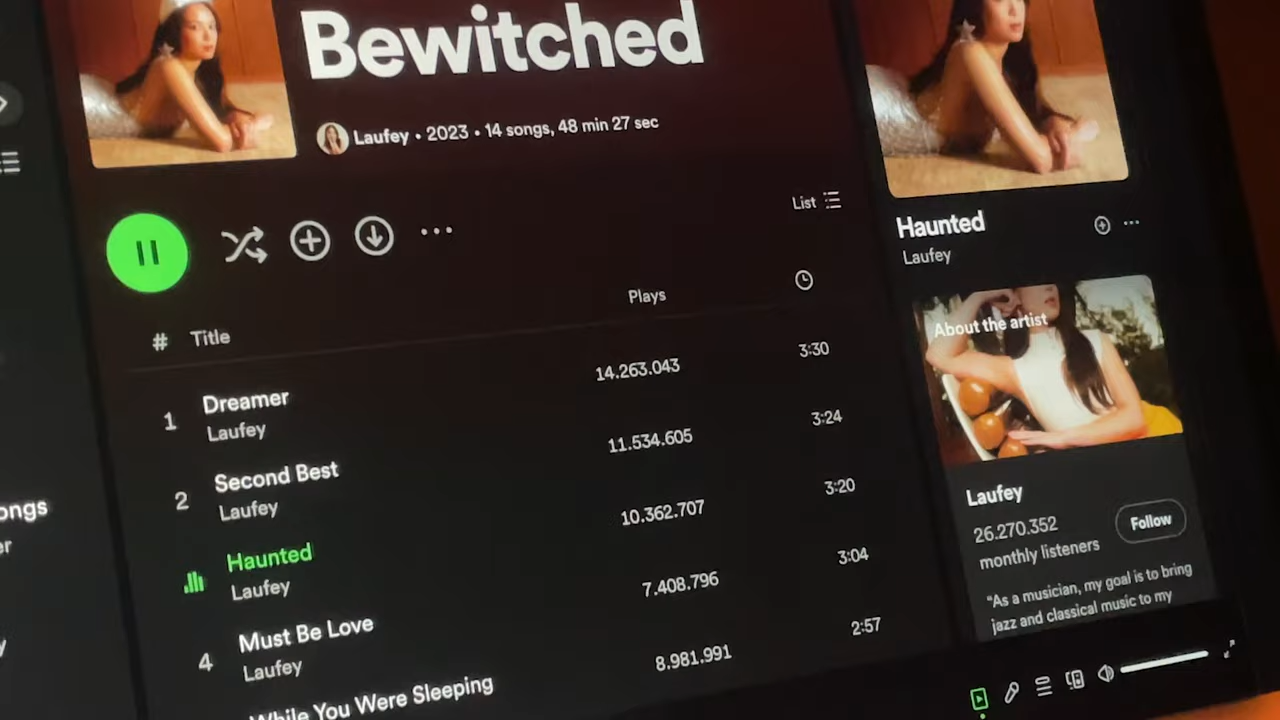 Bewitched
Laufey • 2023 • 14 songs, 48 min 27 sec
List
# Title Plays
1 Dreamer 14.263.043 3:30
Laufey
2 Second Best 11.534.605 3:24
Laufey
Haunted 10.362.707 3:20
Laufey
4 Must Be Love 7.408.796 3:04
Laufey
While You Were Sleeping 8.981.991 2:57
Haunted
Laufey
About the artist
Laufey
26.270.352
monthly listeners
Follow
“As a musician, my goal is to bring
jazz and classical music to my